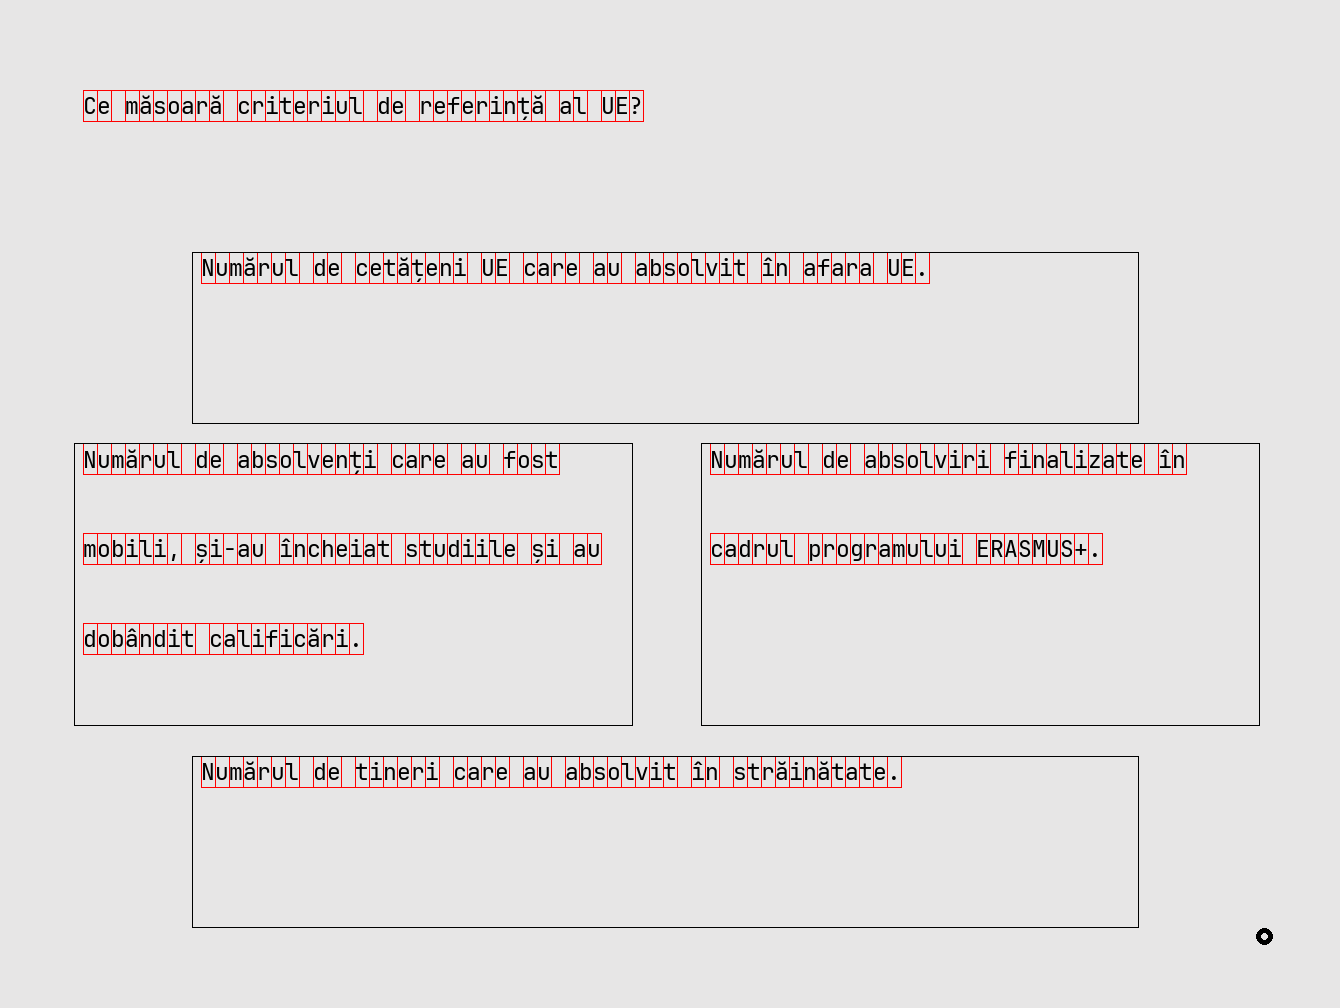 Ce măsoară criteriul de referință al UE?
Numărul de cetățeni UE care au absolvit în afara UE.
Numărul de absolvenți care au fost
mobili, și-au încheiat studiile și au
dobândit calificări.
Numărul de absolviri finalizate în
cadrul programului ERASMUS+.
Numărul de tineri care au absolvit în străinătate.